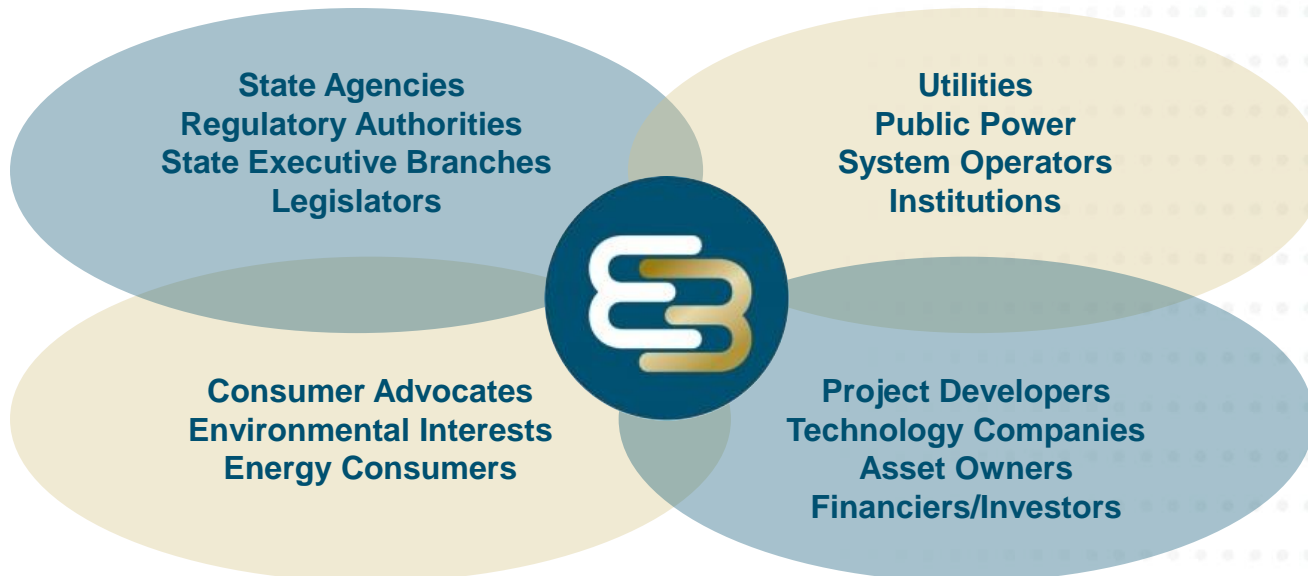 State Agencies
Regulatory Authorities
State Executive Branches
Legislators
Utilities
Public Power
System Operators
Institutions
Consumer Advocates
Environmental Interests
Energy Consumers
Project Developers
Technology Companies
Asset Owners
Financiers/Investors